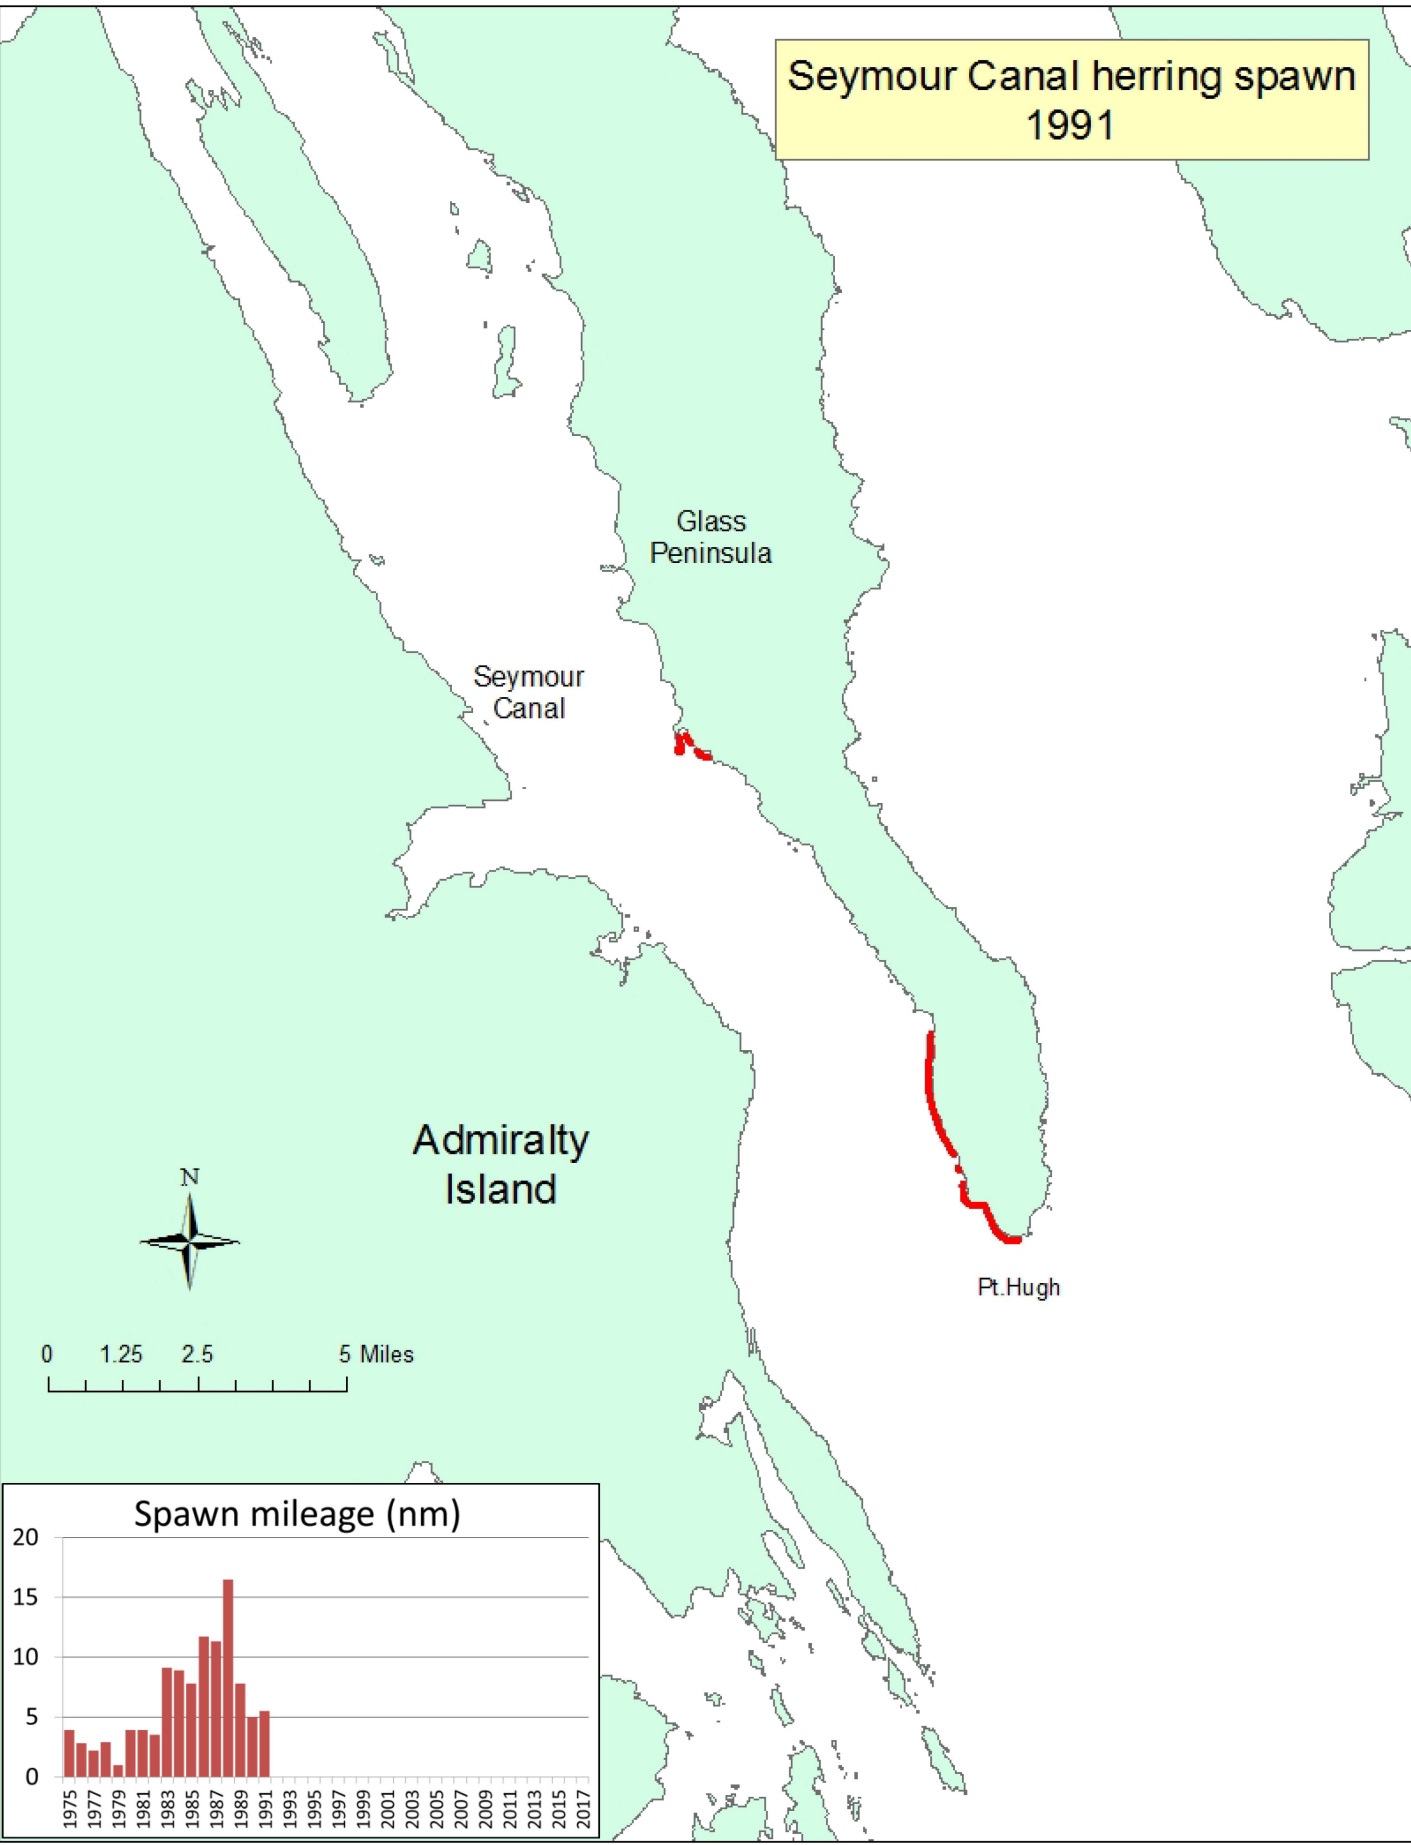 Seymour Canal herring spawn
1991
Glass
Peninsula
Seymour
Canal
Admiralty
Island
N
Pt.Hugh
0 1.25 2.5 5 Miles
Spawn mileage (nm)
20
15
10
5
0
1975 1977 1979 1981 1983 1985 1987 1989 1991 1993 1995 1997 1999 2001 2003 2005 2007 2009 2011 2013 2015 2017